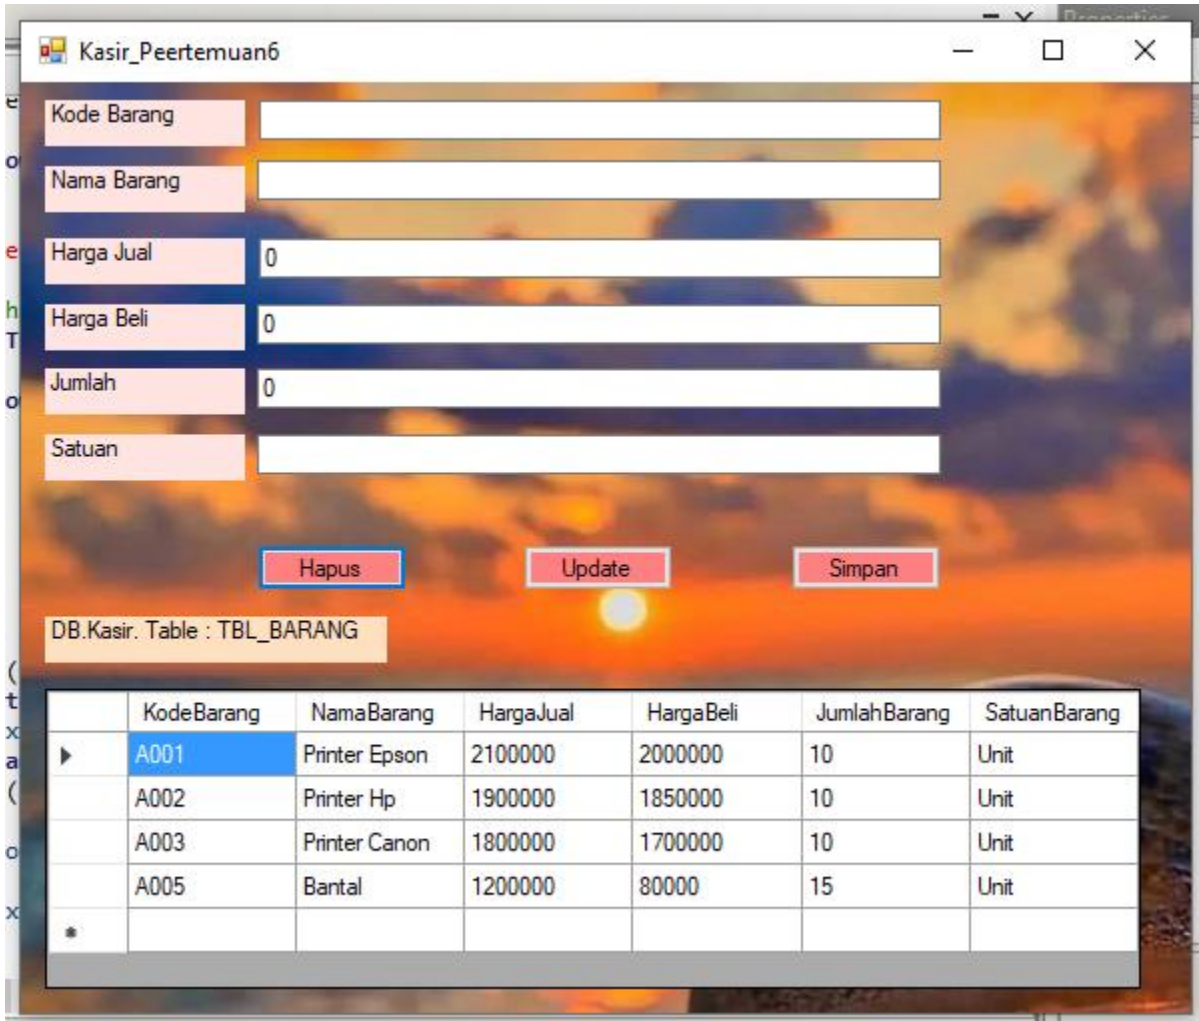 Properties
Kasir_Peertemuan6
Kode Barang
Nama Barang
Harga Jual 0
Harga Beli 0
Jumlah 0
Satuan
Hapus Update Simpan
DB.Kasir. Table : TBL_BARANG
KodeBarang NamaBarang HargaJual HargaBeli JumlahBarang SatuanBarang
A001 Printer Epson 2100000 2000000 10 Unit
A002 Printer Hp 1900000 1850000 10 Unit
A003 Printer Canon 1800000 1700000 10 Unit
A005 Bantal 1200000 80000 15 Unit